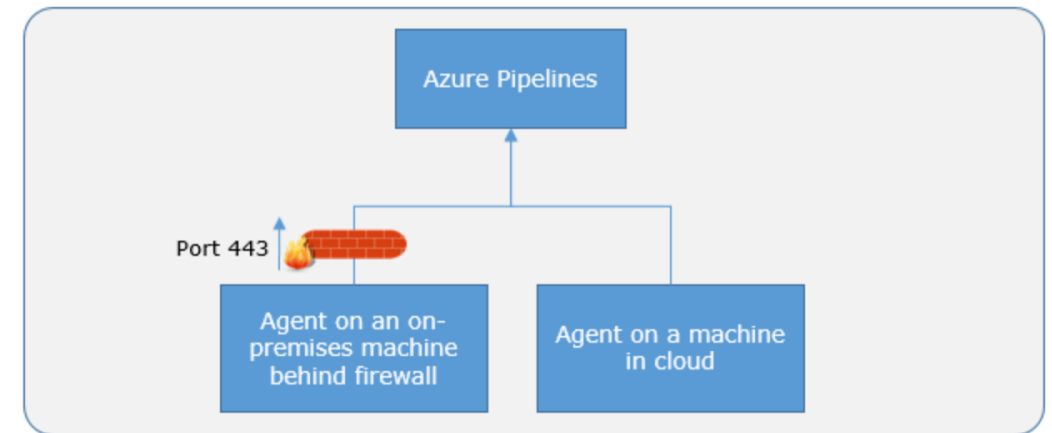 Azure Pipelines
Port 443
Agent on an on-
premises machine
behind firewall
Agent on a machine
in cloud